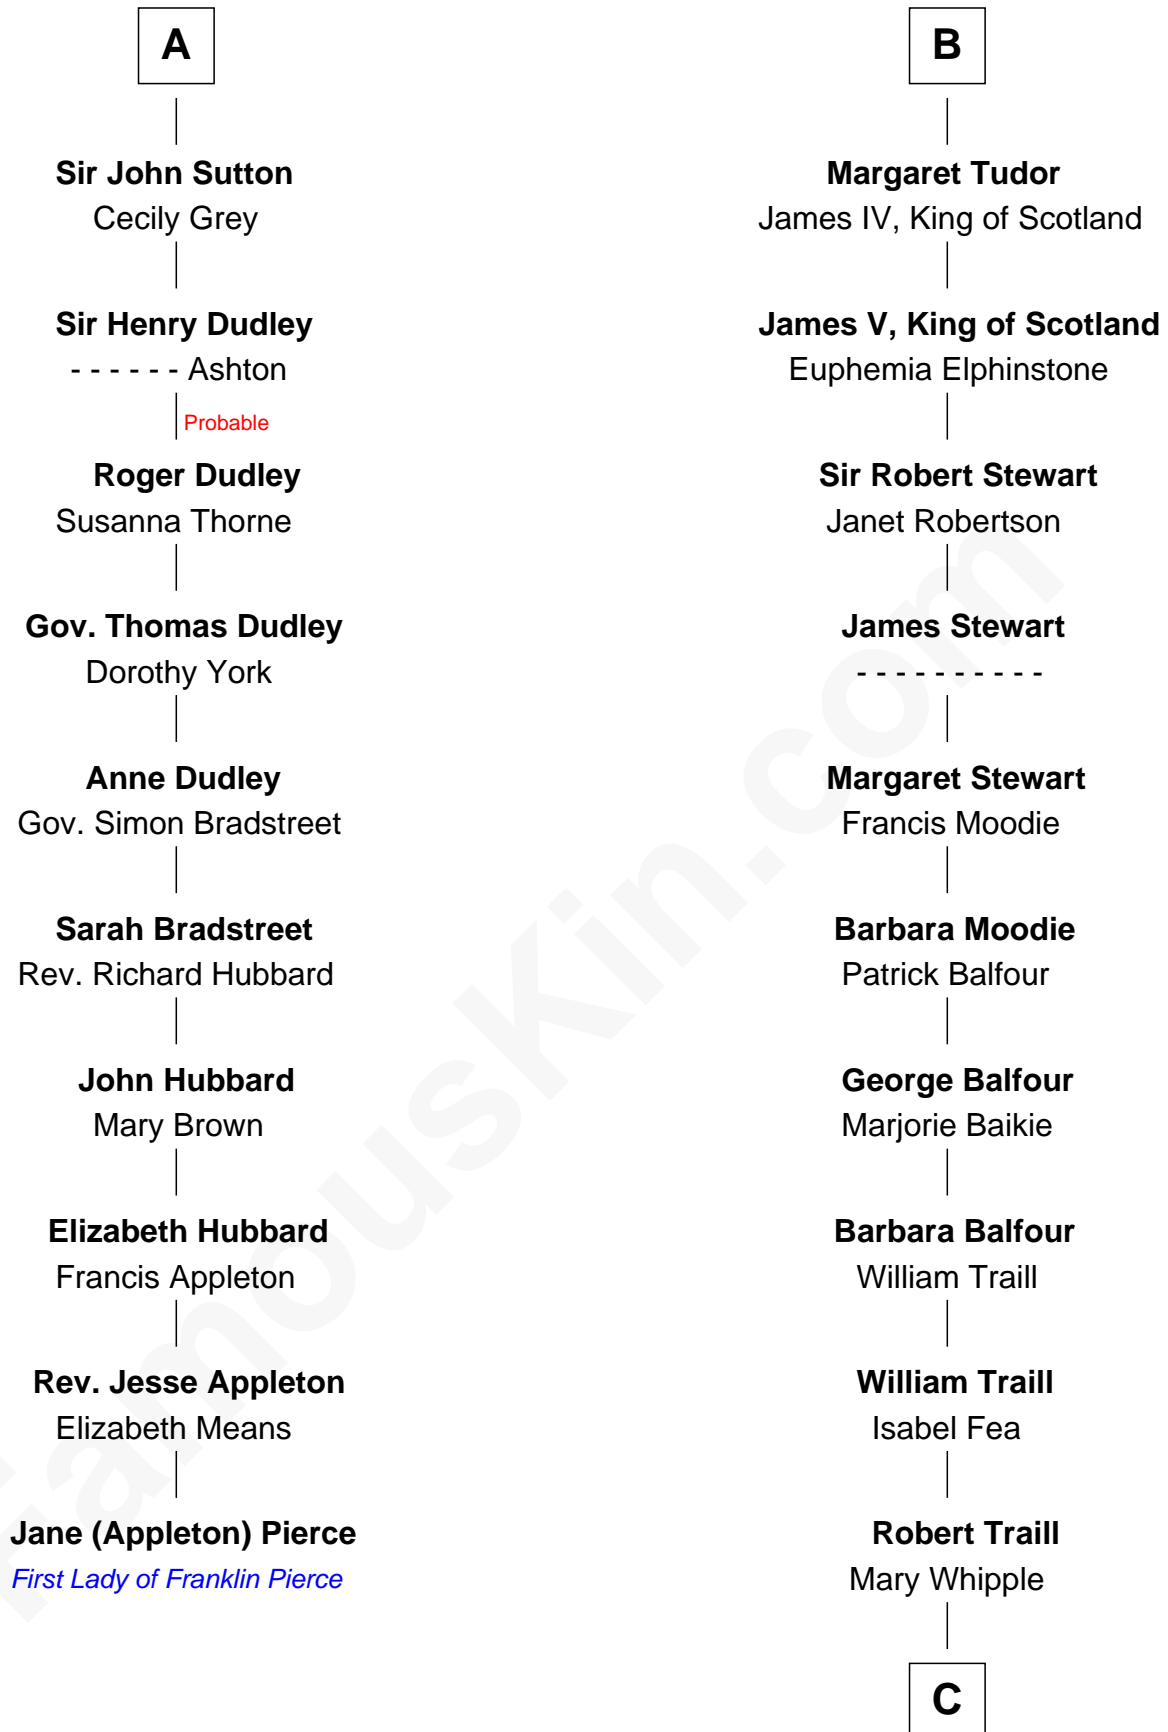 A
Sir John Sutton
Cecily Grey
Sir Henry Dudley
- - - - - - Ashton
Probable
Roger Dudley
Susanna Thorne
Gov. Thomas Dudley
Dorothy York
Anne Dudley
Gov. Simon Bradstreet
Sarah Bradstreet
Rev. Richard Hubbard
John Hubbard
Mary Brown
Elizabeth Hubbard
Francis Appleton
Rev. Jesse Appleton
Elizabeth Means
Jane (Appleton) Pierce
First Lady of Franklin Pierce
B
Margaret Tudor
James IV, King of Scotland
James V, King of Scotland
Euphemia Elphinstone
Sir Robert Stewart
Janet Robertson
James Stewart
- - - - - - - - - -
Margaret Stewart
Francis Moodie
Barbara Moodie
Patrick Balfour
George Balfour
Marjorie Baikie
Barbara Balfour
William Traill
William Traill
Isabel Fea
Robert Traill
Mary Whipple
C
FamousKin.com